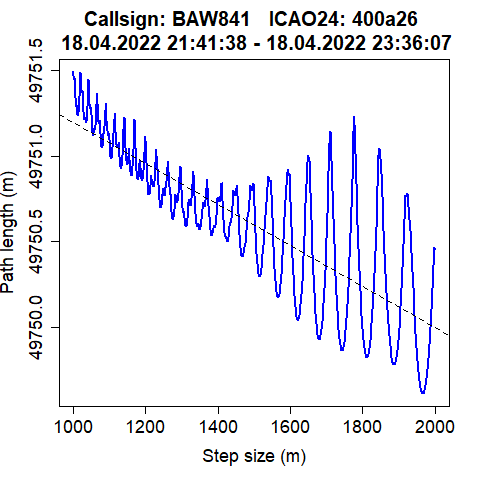 Callsign: BAW841   ICAO24: 400a26
18.04.2022 21:41:38 - 18.04.2022 23:36:07
Path length (m)
49751.5
49751.0
49750.5
49750.0
1000 1200 1400 1600 1800 2000
Step size (m)